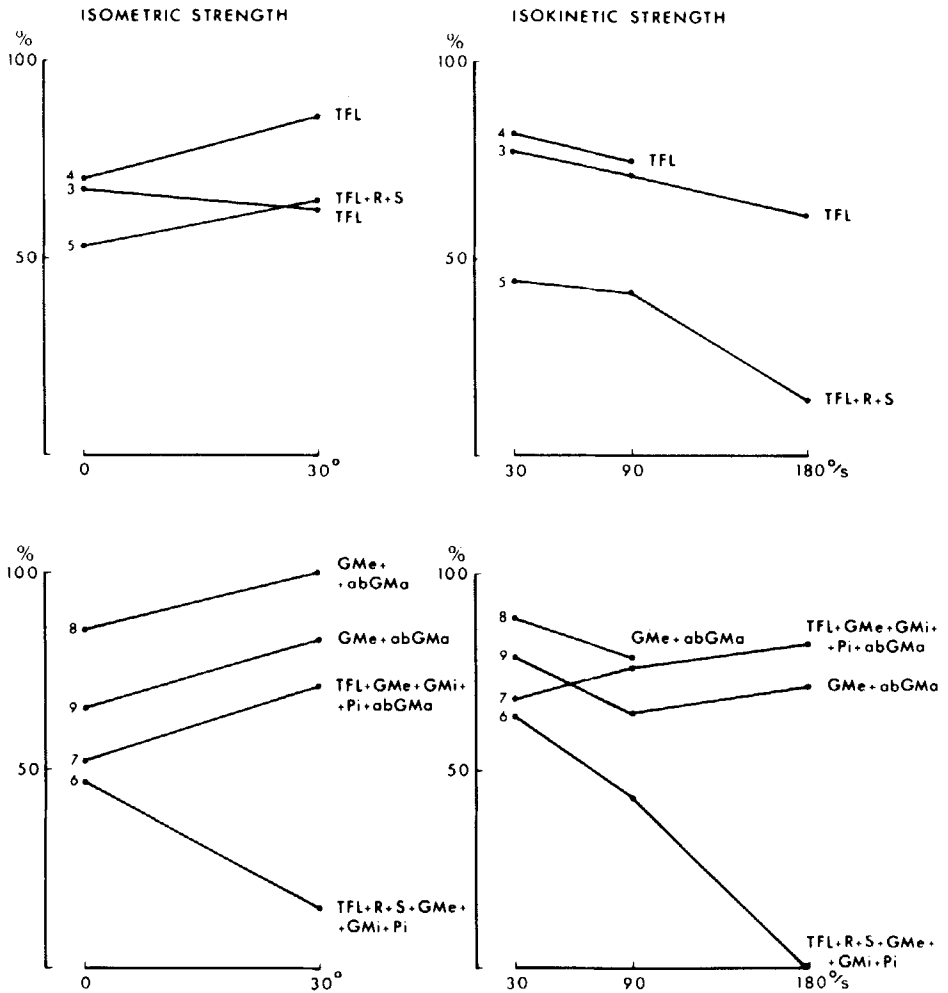 ISOMETRIC STRENGTH
%
100
50
4
3
5
TFL
TFL+R+S
TFL
0
30°
ISOKINETIC STRENGTH
%
100
50
4
3
5
TFL
TFL
TFL+R+S
30
90
180°/s
%
100
50
8
9
7
6
GMe+
+abGMa
GMe+abGMa
TFL+GMe+GMi+
+Pi+abGMa
TFL+R+S+GMe+
+GMi+Pi
0
30°
%
100
50
8
9
7
6
GMe+abGMa
TFL+GMe+GMi+
+Pi+abGMa
GMe+abGMa
TFL+R+S+GMe+
+GMi+Pi
30
90
180°/s